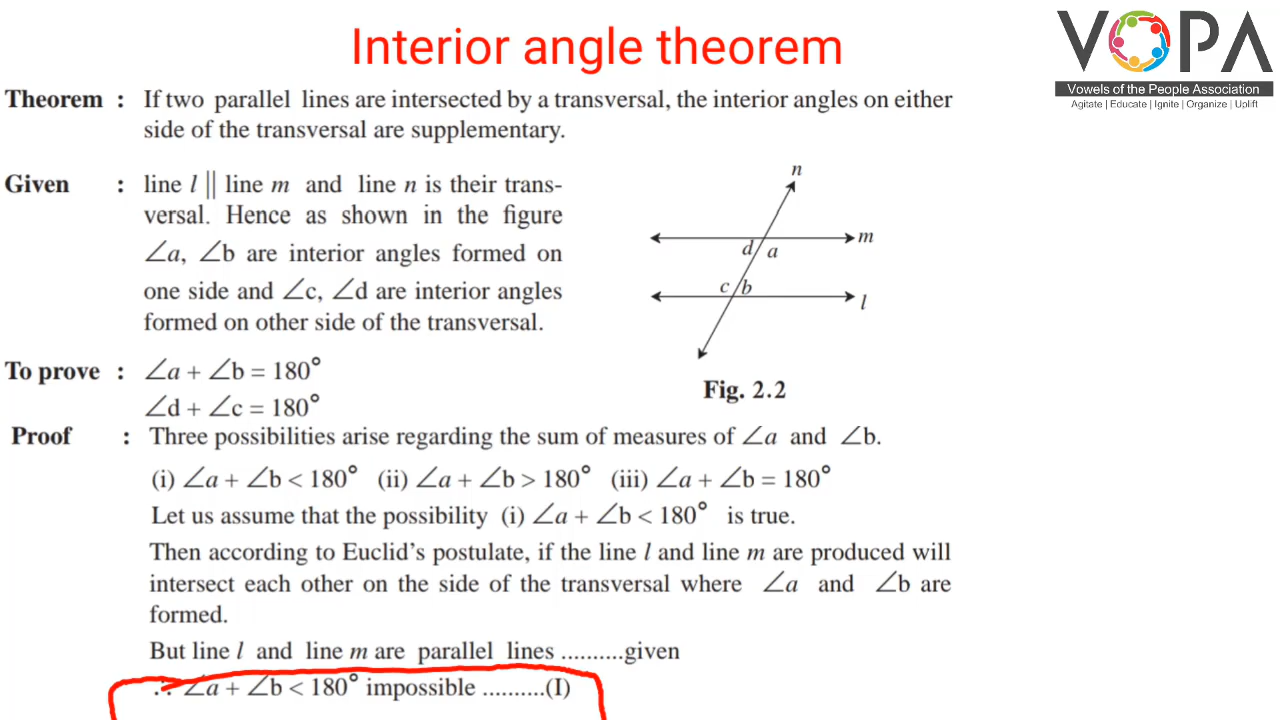 Interior angle theorem
VOPA
Vowels of the People Association
Agitate | Educate | Ignite | Organize | Uplift
Theorem : If two parallel lines are intersected by a transversal, the interior angles on either
side of the transversal are supplementary.
Given : line l || line m and line n is their trans-
versal. Hence as shown in the figure
∠a, ∠b are interior angles formed on
one side and ∠c, ∠d are interior angles
formed on other side of the transversal.
n
m
d a
c b
l
Fig. 2.2
To prove : ∠a + ∠b = 180°
∠d + ∠c = 180°
Proof : Three possibilities arise regarding the sum of measures of ∠a and ∠b.
(i) ∠a + ∠b < 180° (ii) ∠a + ∠b > 180° (iii) ∠a + ∠b = 180°
Let us assume that the possibility (i) ∠a + ∠b < 180° is true.
Then according to Euclid's postulate, if the line l and line m are produced will
intersect each other on the side of the transversal where ∠a and ∠b are
formed.
But line l and line m are parallel lines ..........given
∴ ∠a + ∠b < 180° impossible ..........(I)